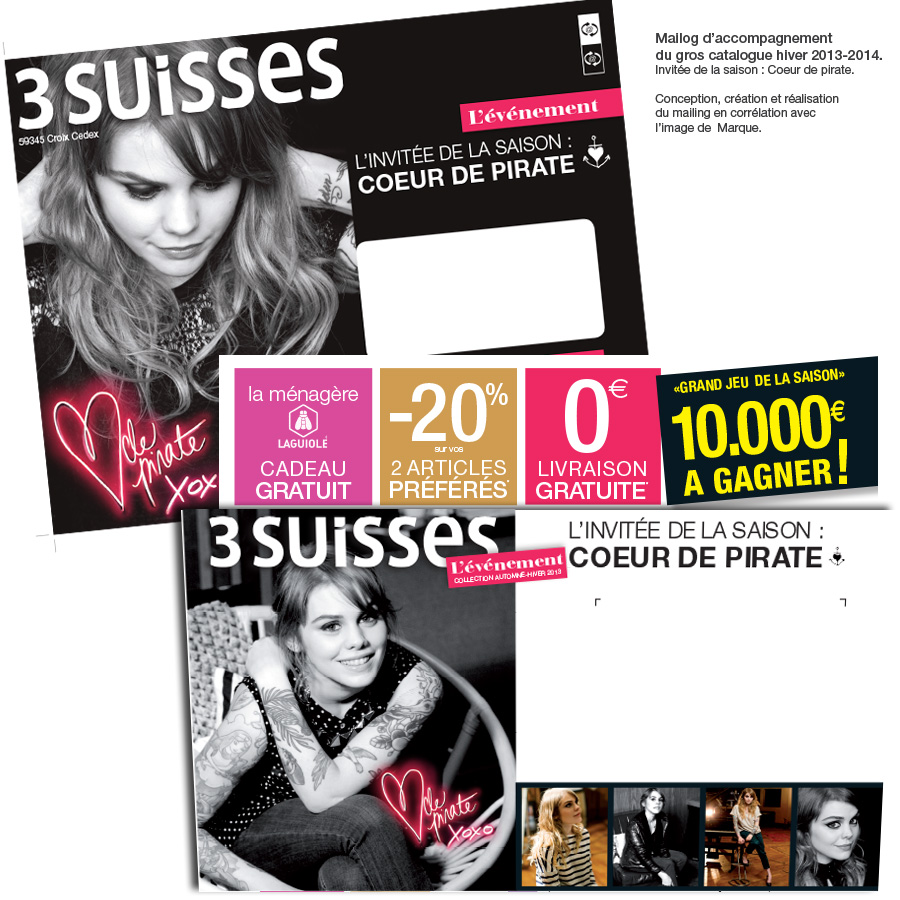 3 SUISSES
59345 Croix Cedex
L'événement
L'INVITÉE DE LA SAISON :
COEUR DE PIRATE
Mailog d'accompagnement
du gros catalogue hiver 2013-2014.
Invitée de la saison : Coeur de pirate.
Conception, création et réalisation
du mailing en corrélation avec
l'image de Marque.
de
pirate
xox
la ménagère
LAGUIOLÉ
CADEAU
GRATUIT
-20%
sur vos
2 ARTICLES
PRÉFÉRÉS*
0€
LIVRAISON
GRATUITE*
«GRAND JEU DE LA SAISON»
10.000€
A GAGNER !
3 SUISSES
L'événement
COLLECTION AUTOMNE-HIVER 2013
L'INVITÉE DE LA SAISON :
COEUR DE PIRATE
de
pirate
xoxo